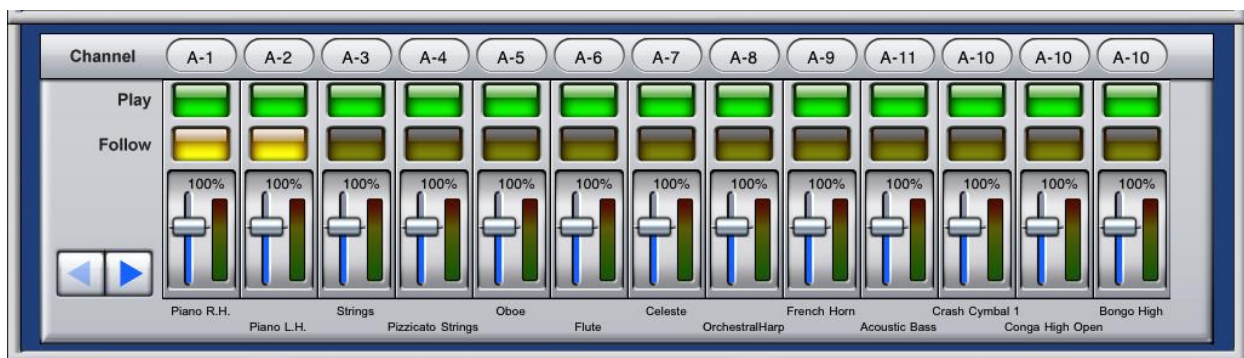 Channel A-1 A-2 A-3 A-4 A-5 A-6 A-7 A-8 A-9 A-11 A-10 A-10 A-10
Play
Follow
100% 100% 100% 100% 100% 100% 100% 100% 100% 100% 100% 100% 100%
Piano R.H. Strings Oboe Celeste French Horn Crash Cymbal 1 Bongo High
Piano L.H. Pizzicato Strings Flute OrchestralHarp Acoustic Bass Conga High Open